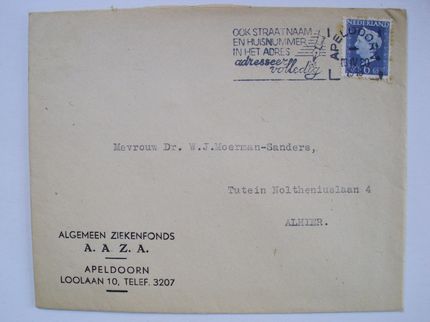 OOK STRAATNAAM
EN HUISNUMMER
IN HET ADRES
adresseer
volledig
APELDOORN
NEDERLAND
Mevrouw Dr. W.J.Moerman-Sanders,
Tutein Noltheniuslaan 4
ALHIER.
ALGEMEEN ZIEKENFONDS
A. A. Z. A.
APELDOORN
LOOLAAN 10, TELEF. 3207